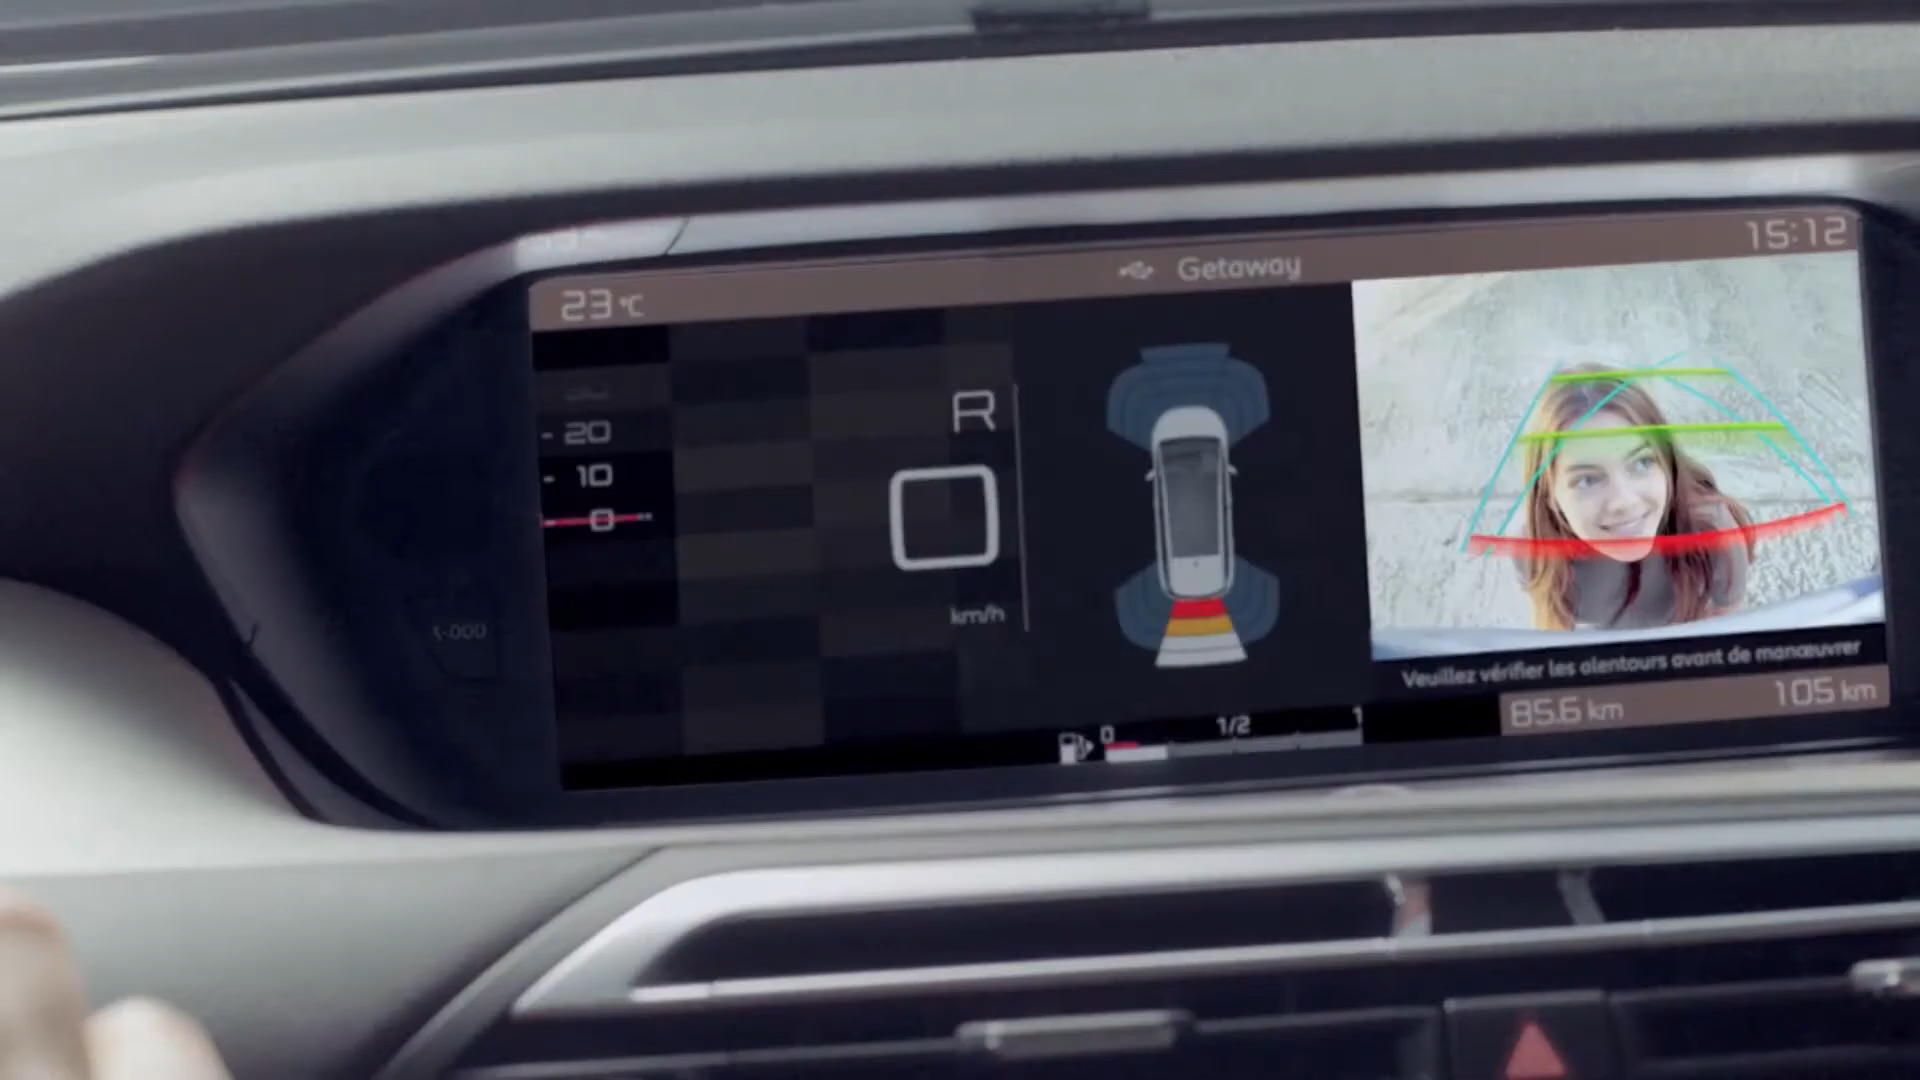 15:12
Getaway
23 °C
- 20
- 10
0
R
0
km/h
0 1/2 1
Veuillez vérifier les alentours avant de manœuvrer
85.6 km 105 km